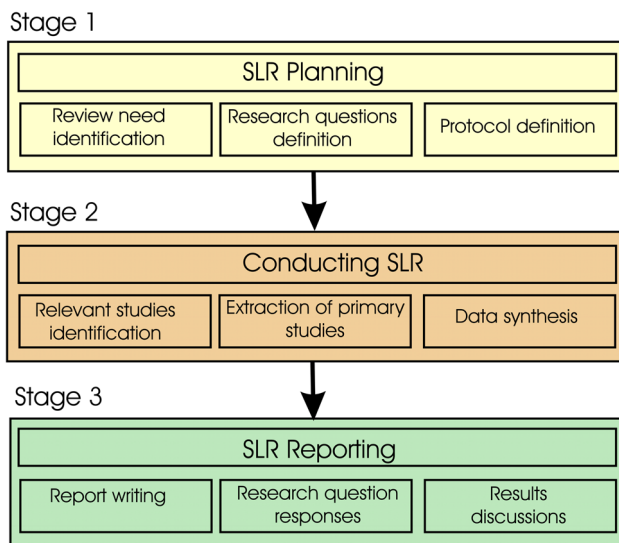 Stage 1
SLR Planning
Review need
identification
Research questions
definition
Protocol definition
Stage 2
Conducting SLR
Relevant studies
identification
Extraction of primary
studies
Data synthesis
Stage 3
SLR Reporting
Report writing
Research question
responses
Results
discussions